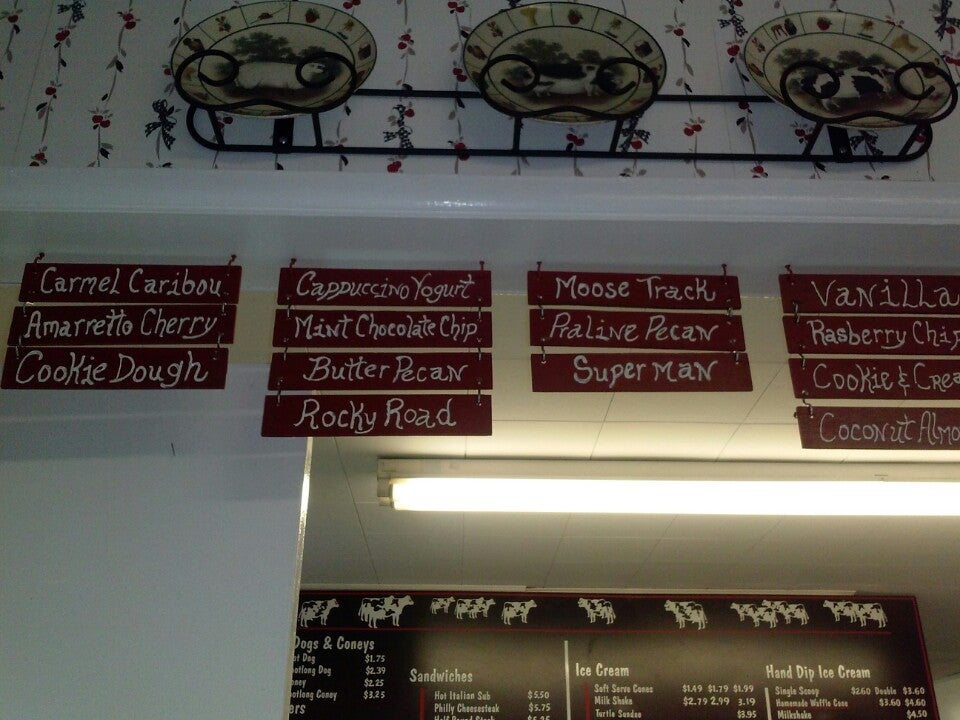 Carmel Caribou
Amarretto Cherry
Cookie Dough
Cappuccino Yogurt
Mint Chocolate Chip
Butter Pecan
Rocky Road
Moose Track
Praline Pecan
Super Man
Vanilla
Rasberry Chip
Cookie &
Coconut
Dogs & Coneys
Dog $1.75
$2.39
$2.25
Coney $3.25
Sandwiches
Hot Italian Sub $5.50
Philly Cheesesteak $5.75
Ice Cream
Soft Serve Cones $1.49 $1.79 $1.99
Milk Shake $2.79 2.99 3.19
Turtle Sundae $3.95
Hand Dip Ice Cream
Single Scoop $2.60 Double $3.60
Homemade Waffle Cone $3.60 $4.60
Milkshake $4.50